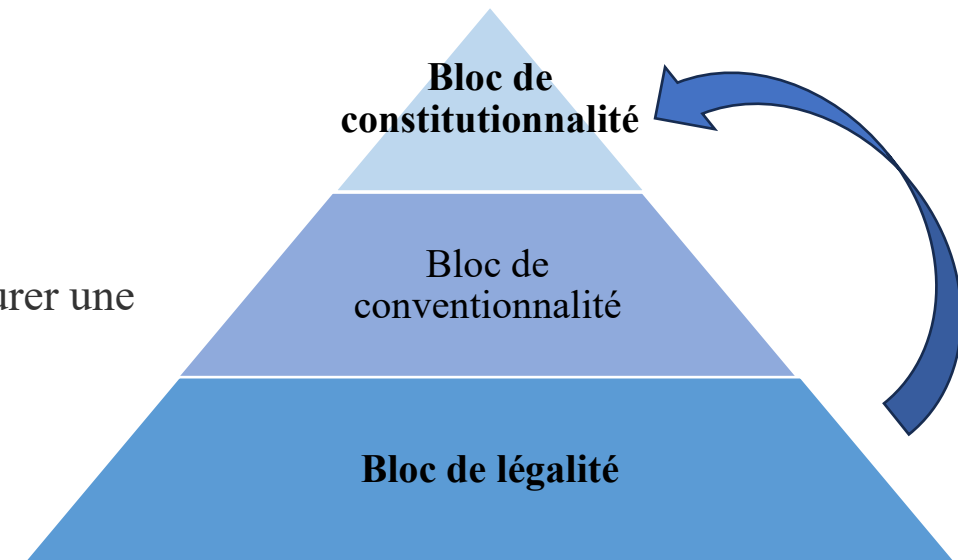 Bloc de
constitutionnalité
Bloc de
conventionnalité
urer une
Bloc de légalité